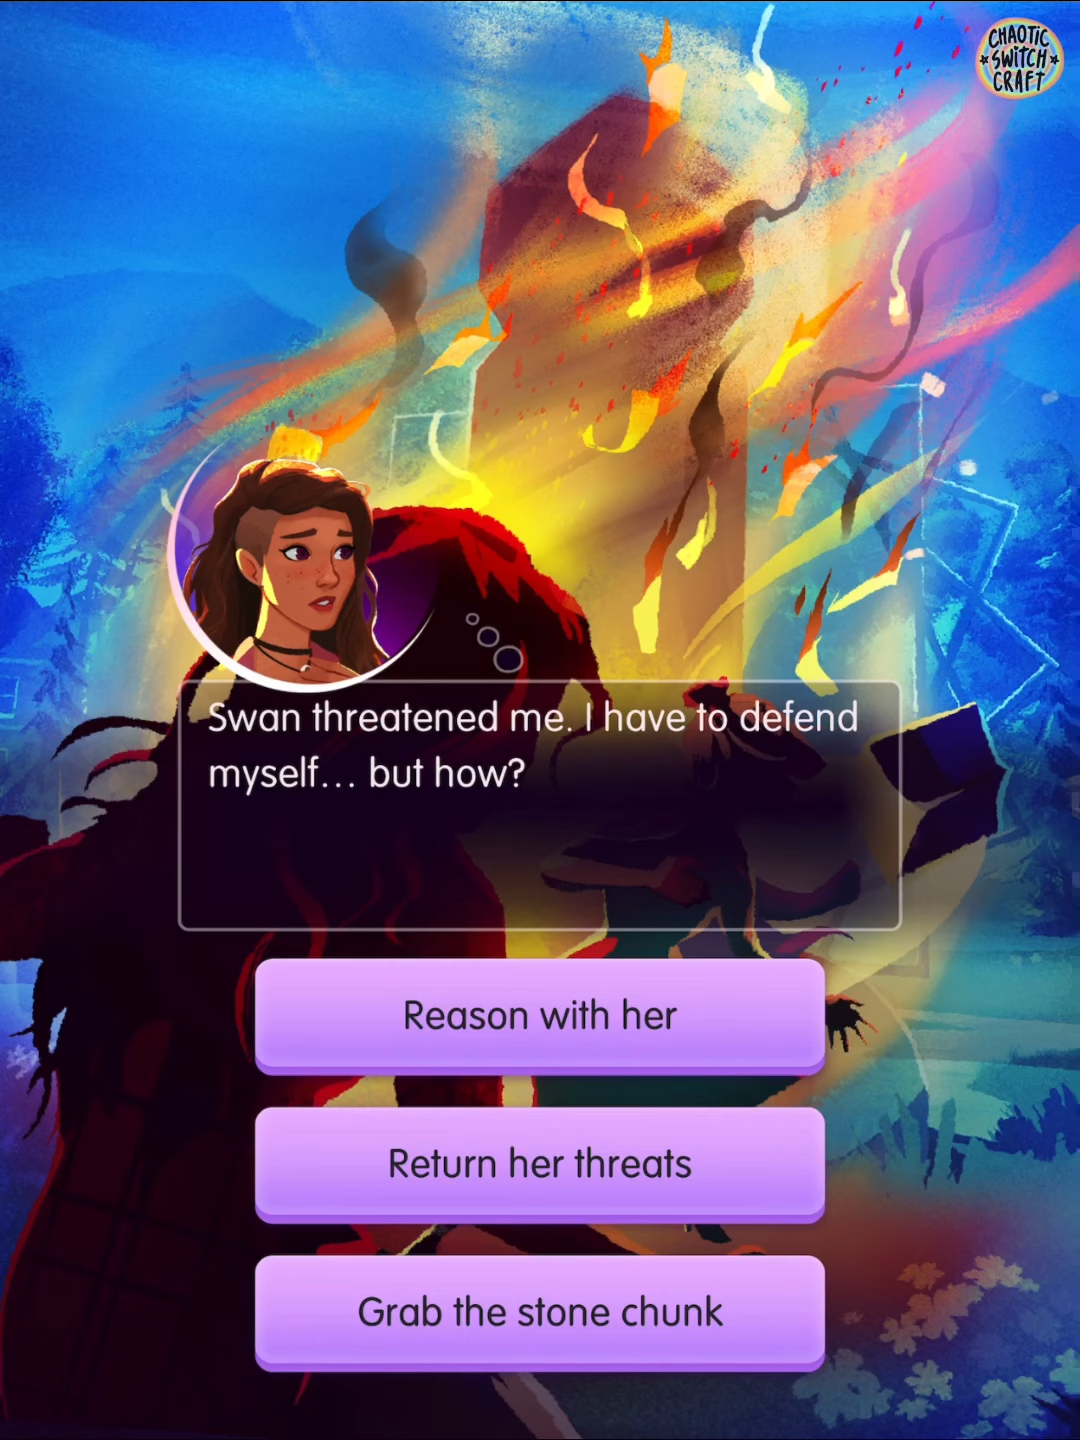 CHAOTIC
SWITCH
CRAFT
Swan threatened me. I have to defend
myself... but how?
Reason with her
Return her threats
Grab the stone chunk